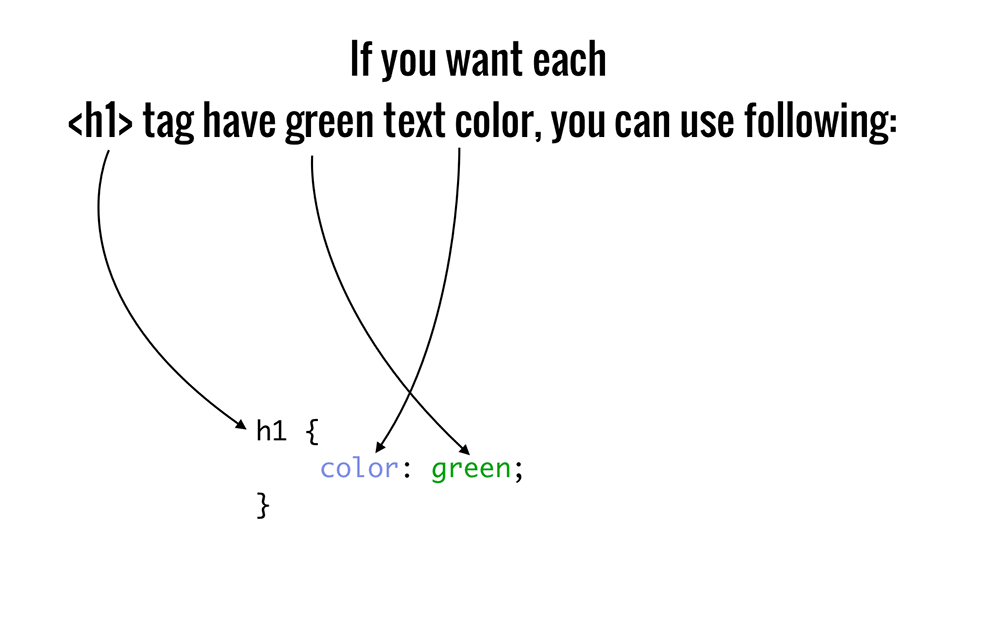 If you want each
<h1> tag have green text color, you can use following:
h1 {
color: green;
}